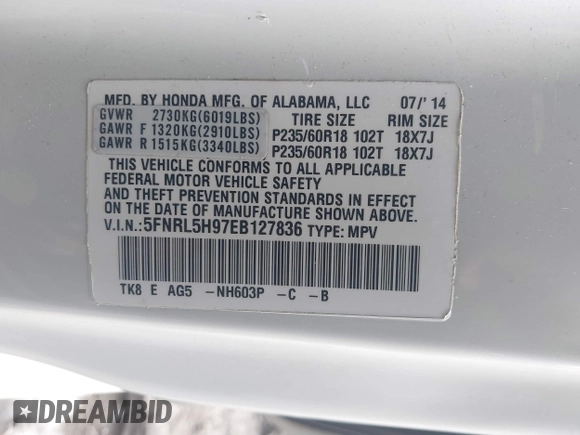 MFD. BY HONDA MFG. OF ALABAMA, LLC 07/'14
GVWR 2730KG(6019LBS) TIRE SIZE RIM SIZE
GAWR F 1320KG(2910LBS) P235/60R18 102T 18X7J
GAWR R 1515KG(3340LBS) P235/60R18 102T 18X7J
THIS VEHICLE CONFORMS TO ALL APPLICABLE
FEDERAL MOTOR VEHICLE SAFETY
AND THEFT PREVENTION STANDARDS IN EFFECT
ON THE DATE OF MANUFACTURE SHOWN ABOVE.
V.I.N.:5FNRL5H97EB127836 TYPE: MPV
TK8 E AG5 -NH603P -C -B
DREAMBID